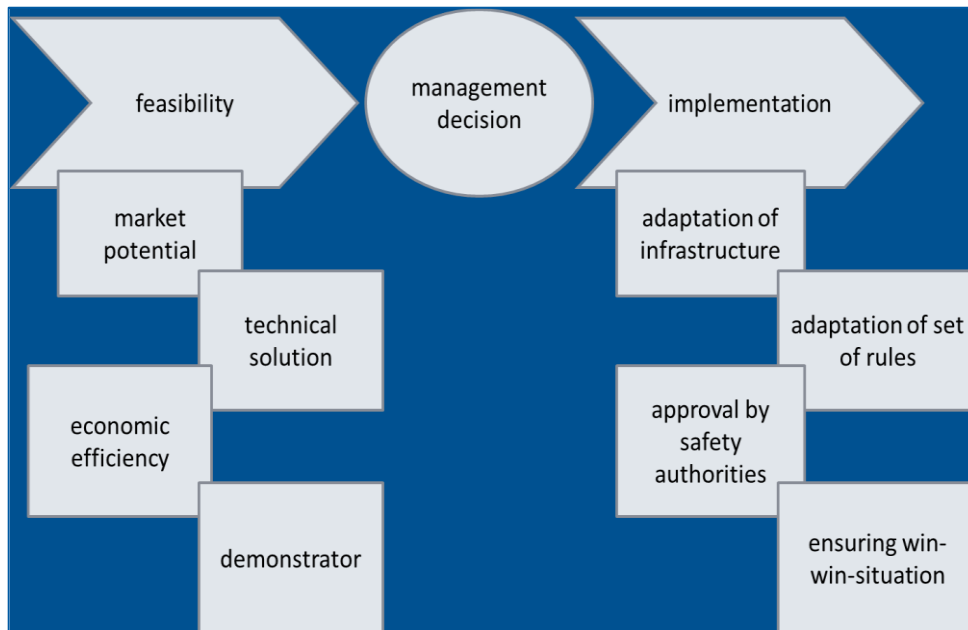 feasibility
management
decision
implementation
market
potential
technical
solution
economic
efficiency
demonstrator
adaptation of
infrastructure
adaptation of set
of rules
approval by
safety
authorities
ensuring win-
win-situation